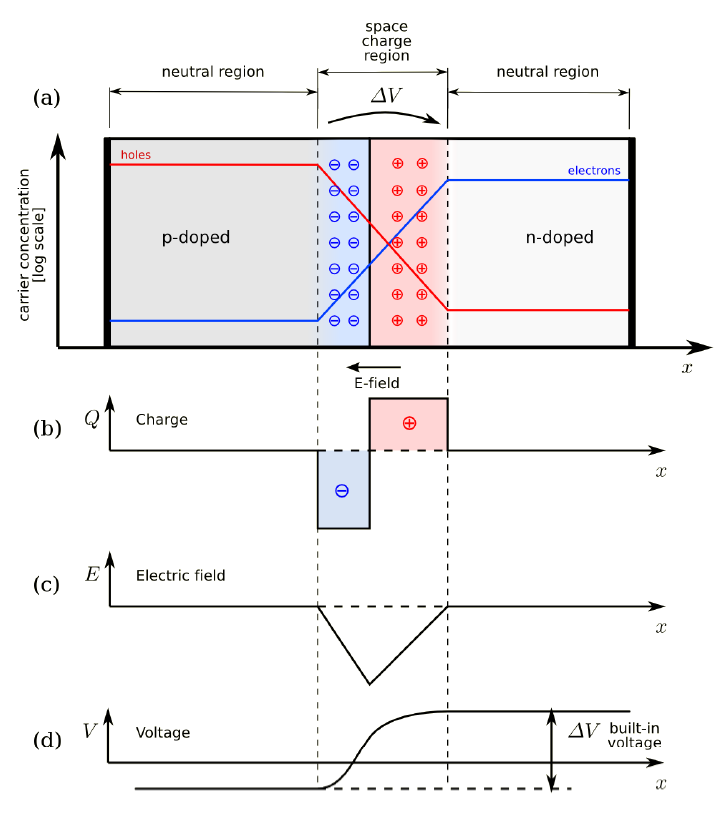 space
charge
region
neutral region
neutral region
(a)
ΔV
holes
electrons
carrier concentration
[log scale]
p-doped
n-doped
x
E-field
(b)
Q
Charge
x
(c)
E
Electric field
x
(d)
V
Voltage
ΔV built-in
voltage
x